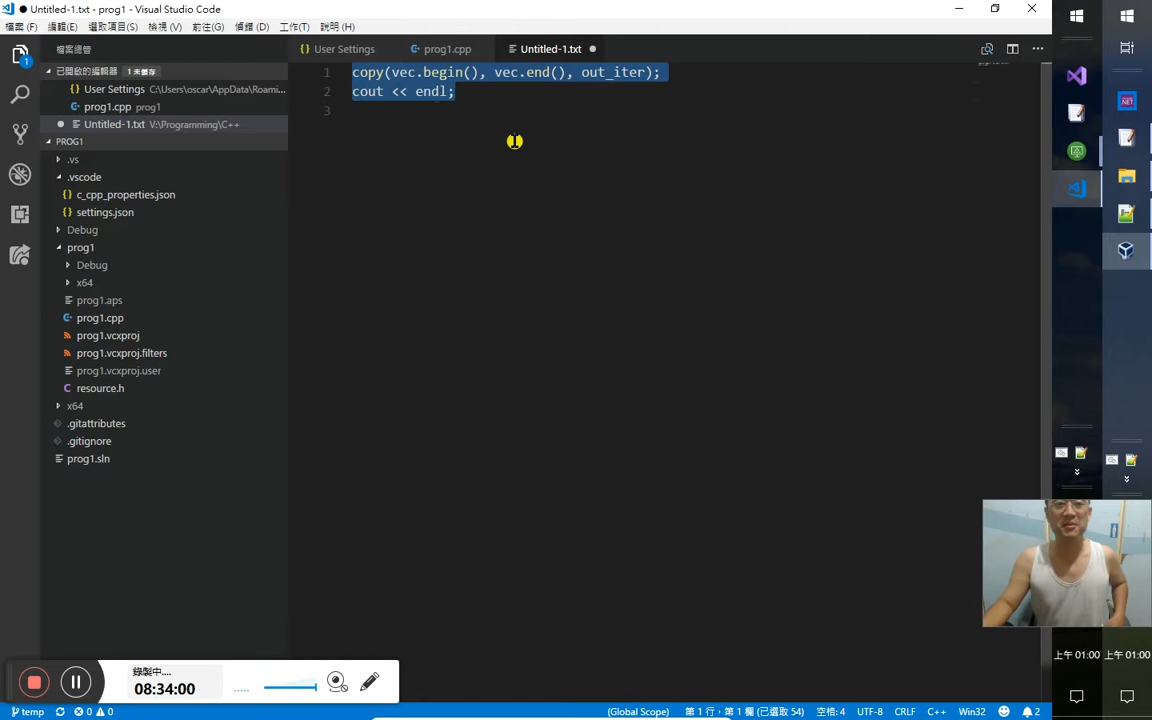 Untitled-1.txt - prog1 - Visual Studio Code
檔案 (F) 編輯(E) 選取項目(S) 檢視 (V) 前往(G) 偵錯 (D) 工作(T) 說明 (H)
檔案總管
User Settings
prog1.cpp
Untitled-1.txt
已開啟的編輯器 1 未儲存
User Settings C:\Users\oscar\AppData\Roami...
prog1.cpp prog1
Untitled-1.txt V:\Programming\C++
PROG1
.vs
.vscode
{} c_cpp_properties.json
{} settings.json
Debug
prog1
Debug
x64
prog1.aps
prog1.cpp
prog1.vcxproj
prog1.vcxproj.filters
prog1.vcxproj.user
C resource.h
x64
.gitattributes
.gitignore
prog1.sln
1 copy(vec.begin(), vec.end(), out_iter);
2 cout << endl;
3
錄製中....
08:34:00
上午 01:00 上午 01:00
temp 0 0 (Global Scope) 第 1 行，第 1 欄 (已選取 54) 空格: 4 UTF-8 CRLF C++ Win32 2